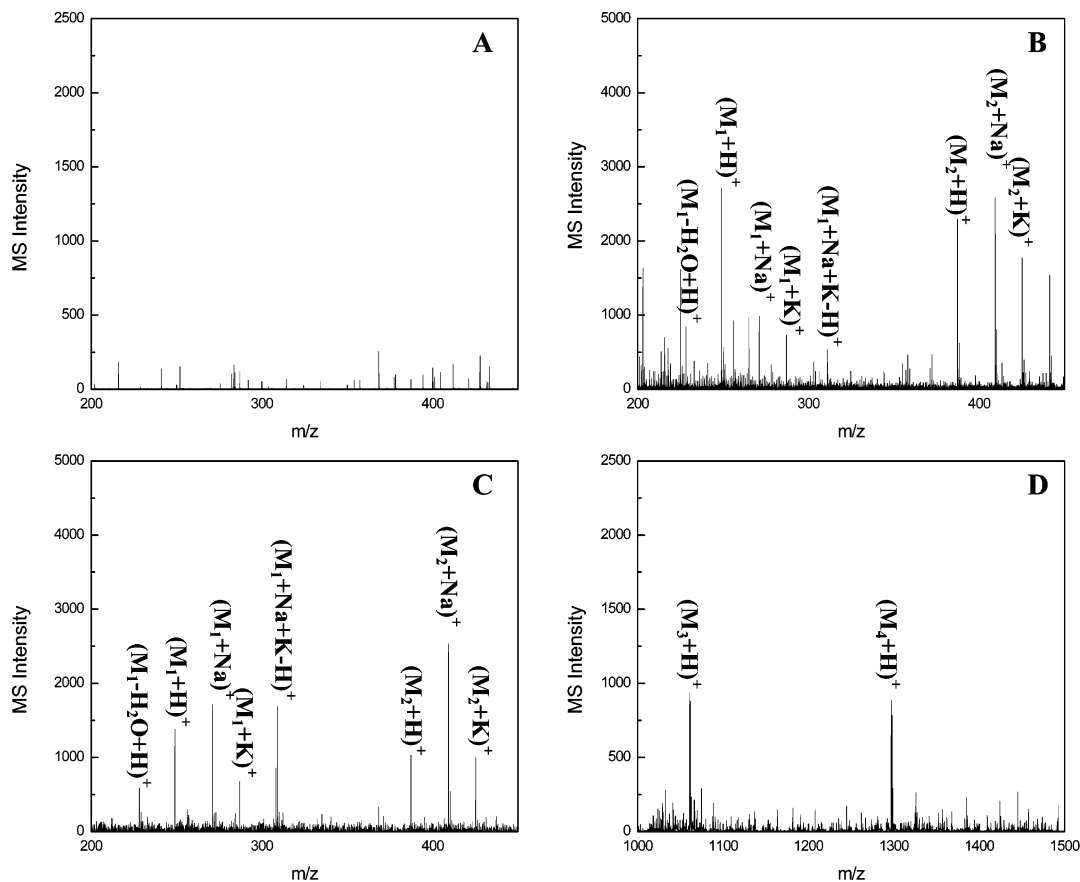 A
MS Intensity
2500
2000
1500
1000
500
0
200
300
400
m/z
B
MS Intensity
5000
4000
3000
2000
1000
0
(M₁-H₂O+H)⁺
(M₁+H)⁺
(M₁+Na)⁺
(M₁+K)⁺
(M₁+Na+K-H)⁺
(M₂+H)⁺
(M₂+Na)⁺
(M₂+K)⁺
200
300
400
m/z
C
MS Intensity
5000
4000
3000
2000
1000
0
(M₁-H₂O+H)⁺
(M₁+H)⁺
(M₁+Na)⁺
(M₁+K)⁺
(M₁+Na+K-H)⁺
(M₂+H)⁺
(M₂+Na)⁺
(M₂+K)⁺
200
300
400
m/z
D
MS Intensity
2500
2000
1500
1000
500
0
(M₃+H)⁺
(M₄+H)⁺
1000
1100
1200
1300
1400
1500
m/z